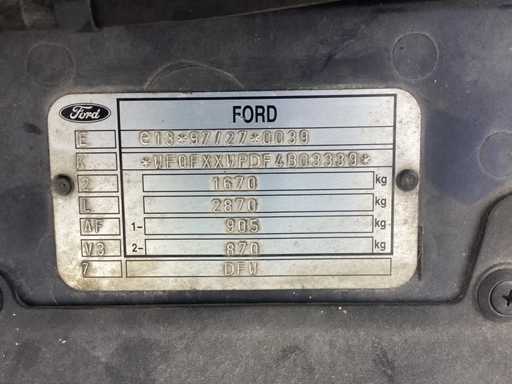 Ford FORD
E e13*97/27*0039
K *WF0FXXWPDF4B03339*
2 1670 kg
L 2870 kg
AF 1- 905 kg
V3 2- 870 kg
7 DFW